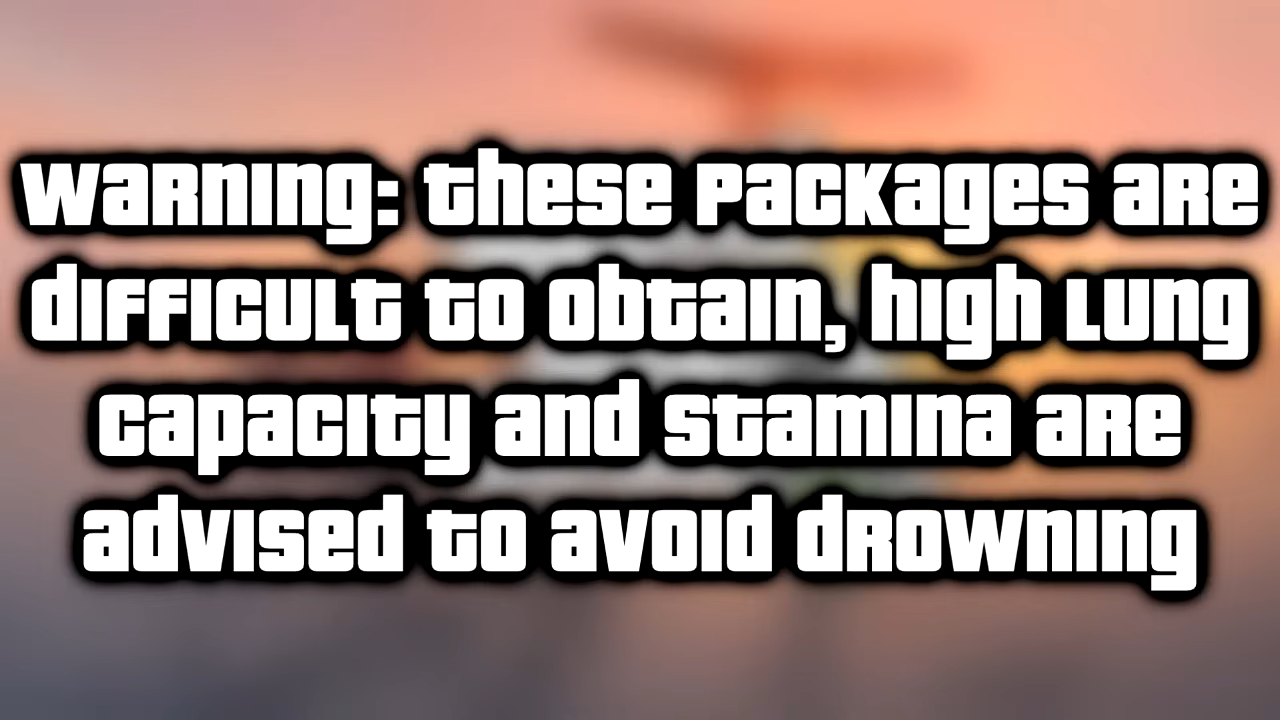 Warning: these packages are
difficult to obtain, high lung
capacity and stamina are
advised to avoid drowning